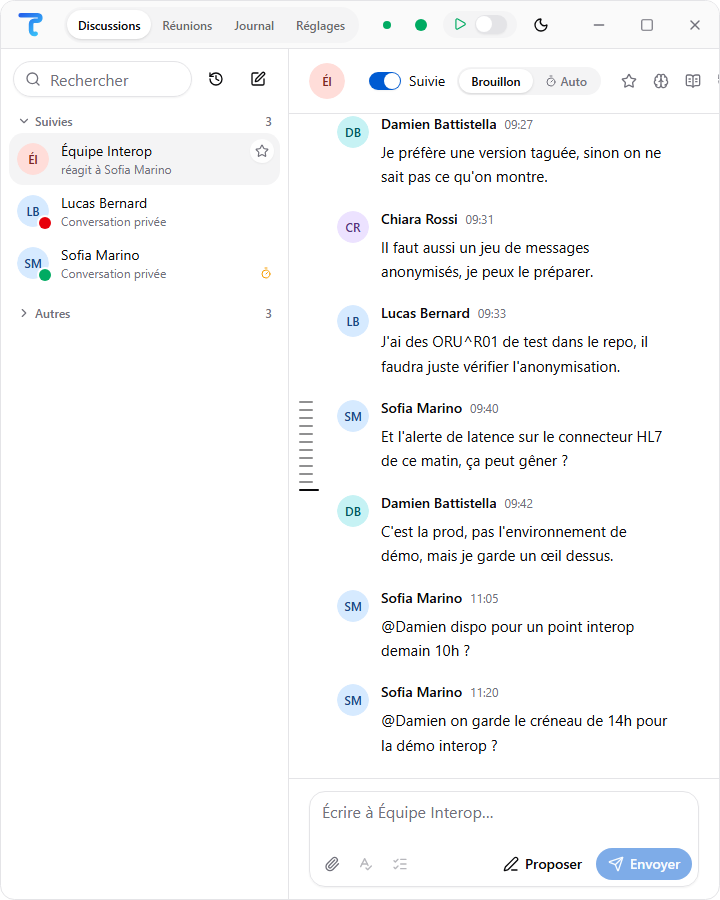 Discussions
Réunions
Journal
Réglages
Rechercher
Suivies 3
ÉI
Équipe Interop
réagit à Sofia Marino
LB
Lucas Bernard
Conversation privée
SM
Sofia Marino
Conversation privée
Autres 3
ÉI
Suivie
Brouillon
Auto
DB
Damien Battistella 09:27
Je préfère une version taguée, sinon on ne
sait pas ce qu'on montre.
CR
Chiara Rossi 09:31
Il faut aussi un jeu de messages
anonymisés, je peux le préparer.
LB
Lucas Bernard 09:33
J'ai des ORU^R01 de test dans le repo, il
faudra juste vérifier l'anonymisation.
SM
Sofia Marino 09:40
Et l'alerte de latence sur le connecteur HL7
de ce matin, ça peut gêner ?
DB
Damien Battistella 09:42
C'est la prod, pas l'environnement de
démo, mais je garde un œil dessus.
SM
Sofia Marino 11:05
@Damien dispo pour un point interop
demain 10h ?
SM
Sofia Marino 11:20
@Damien on garde le créneau de 14h pour
la démo interop ?
Écrire à Équipe Interop...
Proposer
Envoyer